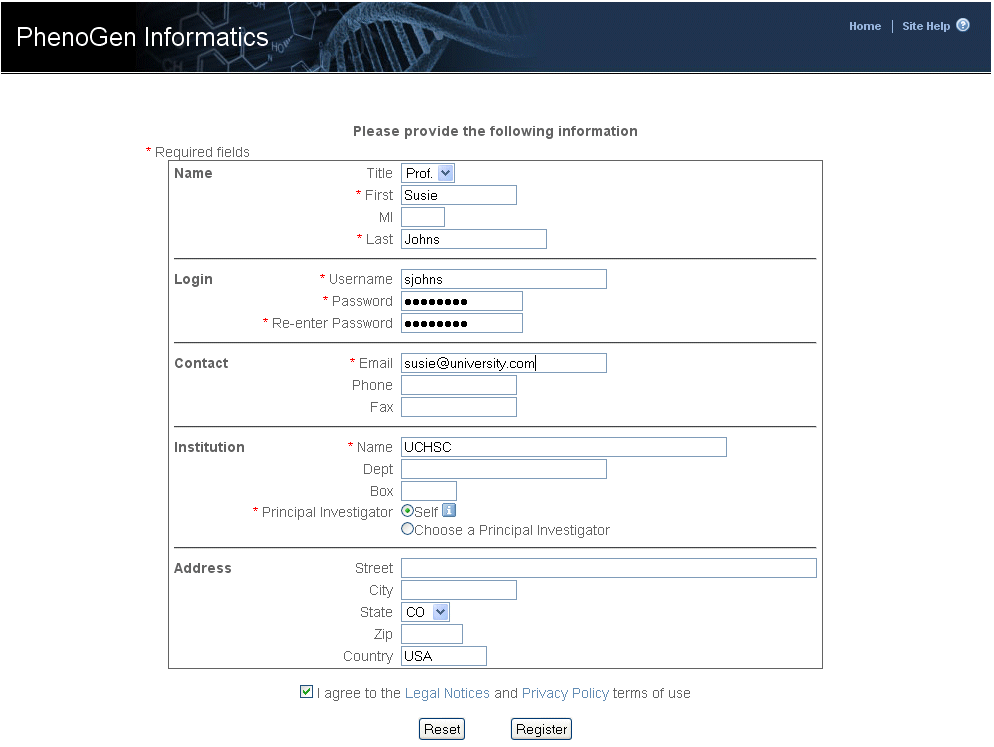 PhenoGen Informatics
Home | Site Help
HO
Please provide the following information
* Required fields
Name Title Prof.
* First Susie
MI
* Last Johns
Login * Username sjohns
* Password ●●●●●●●●
* Re-enter Password ●●●●●●●●
Contact * Email susie@university.com
Phone
Fax
Institution * Name UCHSC
Dept
Box
* Principal Investigator Self i
Choose a Principal Investigator
Address Street
City
State CO
Zip
Country USA
I agree to the Legal Notices and Privacy Policy terms of use
Reset Register